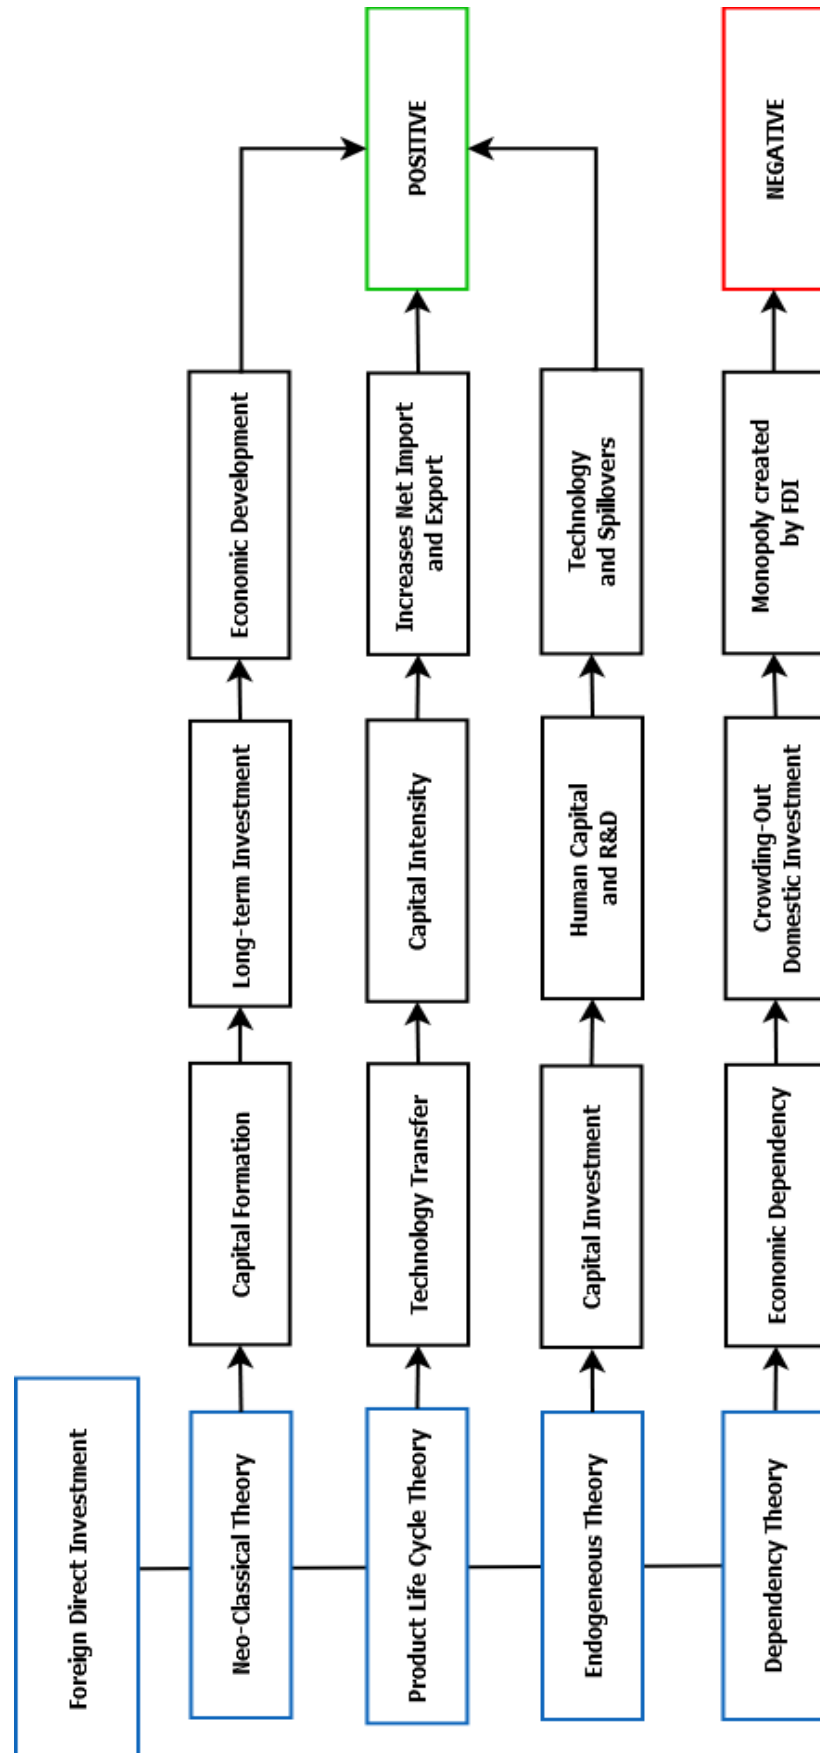 Foreign Direct Investment
Neo-Classical Theory
Capital Formation
Long-term Investment
Economic Development
Product Life Cycle Theory
Technology Transfer
Capital Intensity
Increases Net Import
and Export
POSITIVE
Endogeneous Theory
Capital Investment
Human Capital
and R&D
Technology
and Spillovers
Dependency Theory
Economic Dependency
Crowding-Out
Domestic Investment
Monopoly created
by FDI
NEGATIVE